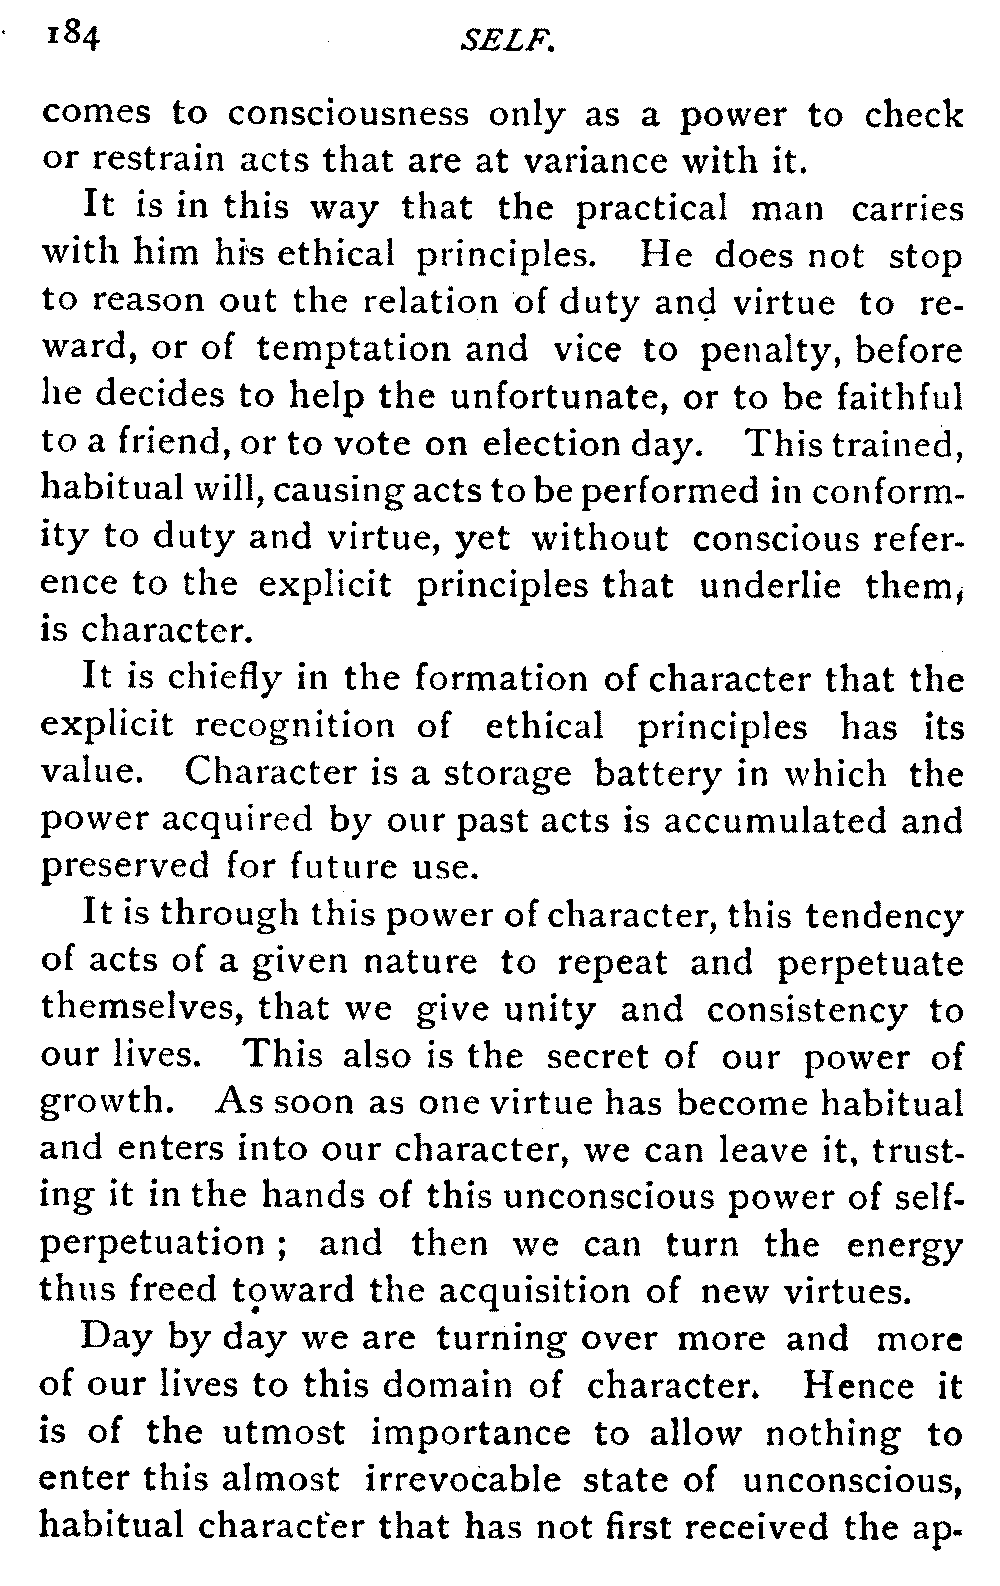 184 SELF.
comes to consciousness only as a power to check
or restrain acts that are at variance with it.
It is in this way that the practical man carries
with him his ethical principles. He does not stop
to reason out the relation of duty and virtue to re-
ward, or of temptation and vice to penalty, before
he decides to help the unfortunate, or to be faithful
to a friend, or to vote on election day. This trained,
habitual will, causing acts to be performed in conform-
ity to duty and virtue, yet without conscious refer-
ence to the explicit principles that underlie them,
is character.
It is chiefly in the formation of character that the
explicit recognition of ethical principles has its
value. Character is a storage battery in which the
power acquired by our past acts is accumulated and
preserved for future use.
It is through this power of character, this tendency
of acts of a given nature to repeat and perpetuate
themselves, that we give unity and consistency to
our lives. This also is the secret of our power of
growth. As soon as one virtue has become habitual
and enters into our character, we can leave it, trust-
ing it in the hands of this unconscious power of self-
perpetuation ; and then we can turn the energy
thus freed toward the acquisition of new virtues.
Day by day we are turning over more and more
of our lives to this domain of character. Hence it
is of the utmost importance to allow nothing to
enter this almost irrevocable state of unconscious,
habitual character that has not first received the ap-